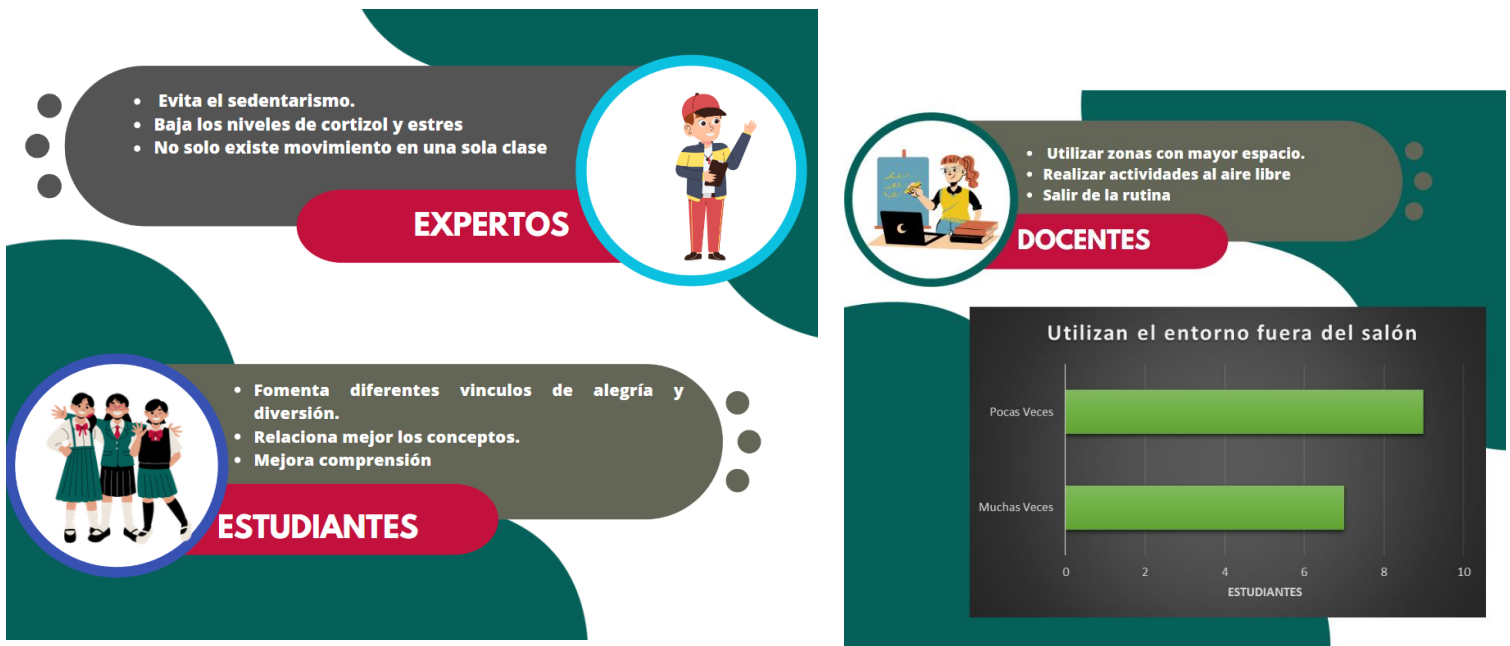 • Evita el sedentarismo.
• Baja los niveles de cortizol y estres
• No solo existe movimiento en una sola clase
EXPERTOS
• Fomenta diferentes vinculos de alegría y
diversión.
• Relaciona mejor los conceptos.
• Mejora comprensión
ESTUDIANTES
• Utilizar zonas con mayor espacio.
• Realizar actividades al aire libre
• Salir de la rutina
DOCENTES
Utilizan el entorno fuera del salón
Pocas Veces
Muchas Veces
0 2 4 6 8 10
ESTUDIANTES